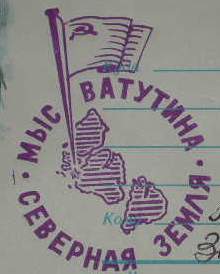 МЫС ВАТУТИНА
СЕВЕРНАЯ ЗЕМЛЯ